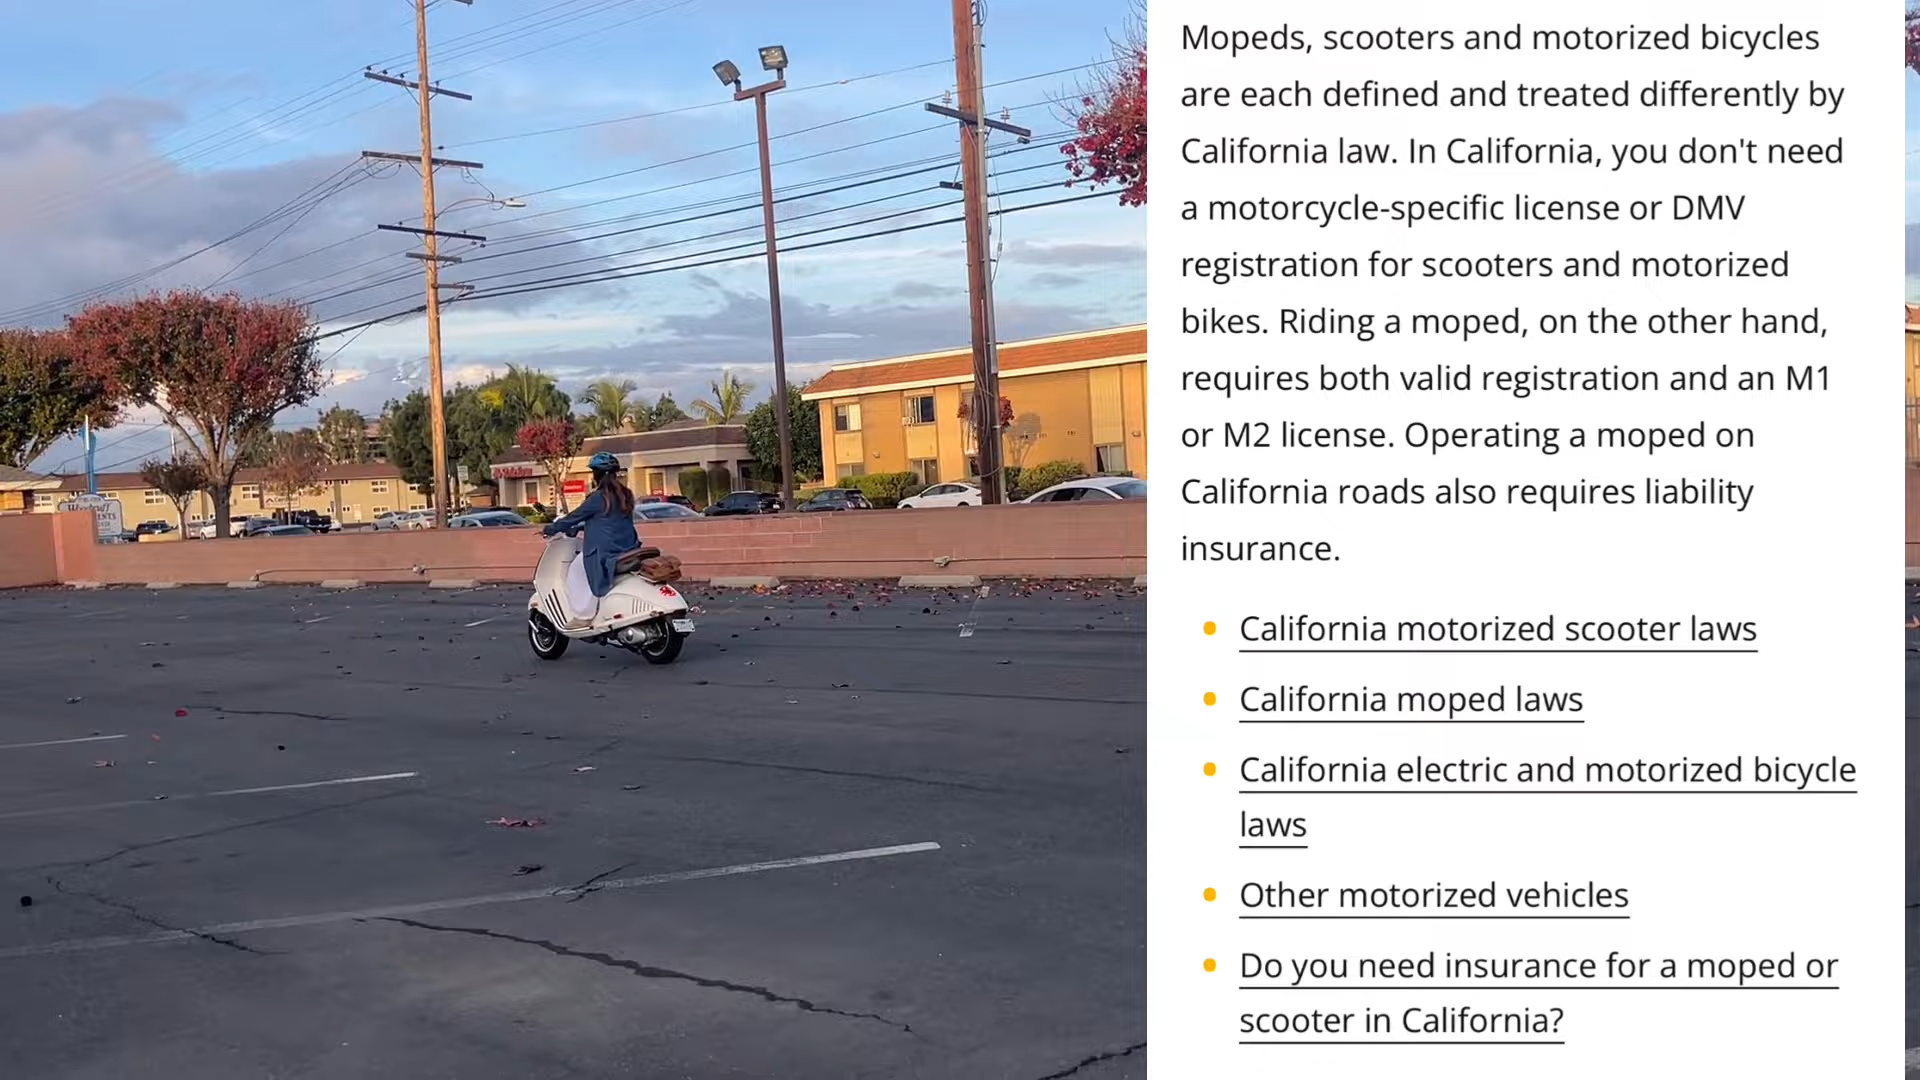 Mopeds, scooters and motorized bicycles
are each defined and treated differently by
California law. In California, you don't need
a motorcycle-specific license or DMV
registration for scooters and motorized
bikes. Riding a moped, on the other hand,
requires both valid registration and an M1
or M2 license. Operating a moped on
California roads also requires liability
insurance.
California motorized scooter laws
California moped laws
California electric and motorized bicycle
laws
Other motorized vehicles
Do you need insurance for a moped or
scooter in California?